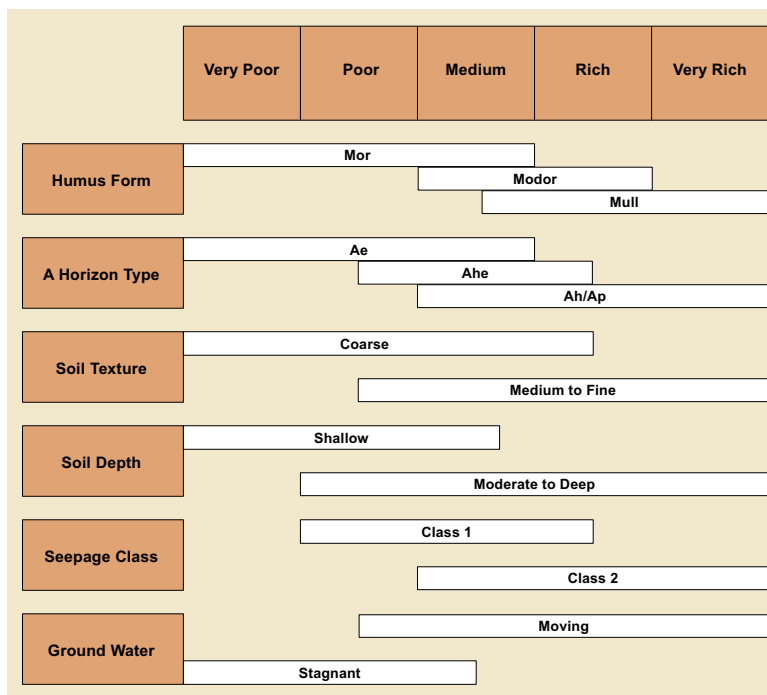 Very Poor Poor Medium Rich Very Rich
Humus Form
Mor
Modor
Mull
A Horizon Type
Ae
Ahe
Ah/Ap
Soil Texture
Coarse
Medium to Fine
Soil Depth
Shallow
Moderate to Deep
Seepage Class
Class 1
Class 2
Ground Water
Moving
Stagnant